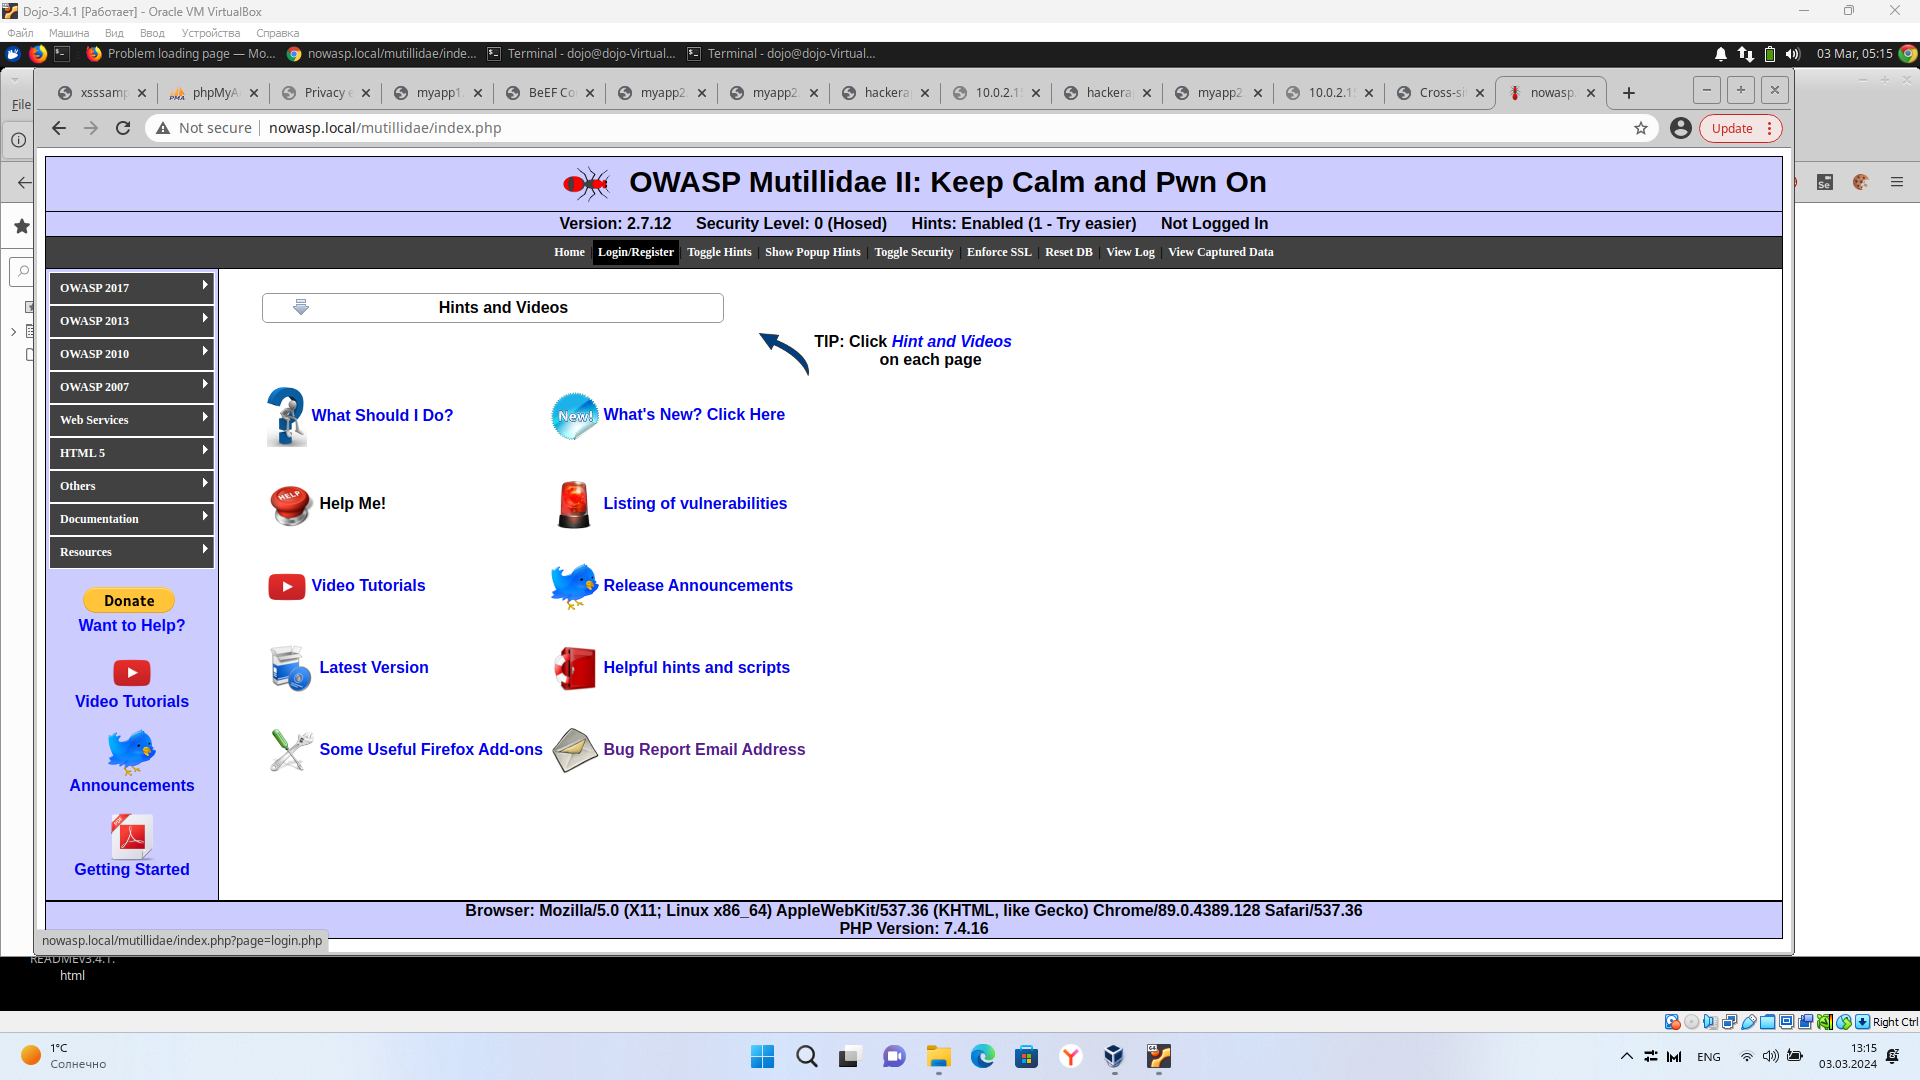 Dojo-3.4.1 [Работает] - Oracle VM VirtualBox
Файл Машина Вид Ввод Устройства Справка
Problem loading page — Mo... nowasp.local/mutillidae/inde... Terminal - dojo@dojo-Virtual... Terminal - dojo@dojo-Virtual... 03 Mar, 05:15
xsssamp phpMyA Privacy e myapp1. BeEF Co myapp2. myapp2. hackera 10.0.2.1 hackera myapp2 10.0.2.1 Cross-si nowasp.
File
Not secure nowasp.local/mutillidae/index.php Update
OWASP Mutillidae II: Keep Calm and Pwn On
Version: 2.7.12 Security Level: 0 (Hosed) Hints: Enabled (1 - Try easier) Not Logged In
Home | Login/Register | Toggle Hints | Show Popup Hints | Toggle Security | Enforce SSL | Reset DB | View Log | View Captured Data
OWASP 2017
OWASP 2013
OWASP 2010
OWASP 2007
Web Services
HTML 5
Others
Documentation
Resources
Donate
Want to Help?
Video Tutorials
Announcements
PDF
Getting Started
Hints and Videos
TIP: Click Hint and Videos
on each page
What Should I Do?
New! What's New? Click Here
HELP Help Me!
Listing of vulnerabilities
Video Tutorials
Release Announcements
Latest Version
Helpful hints and scripts
Some Useful Firefox Add-ons
Bug Report Email Address
Browser: Mozilla/5.0 (X11; Linux x86_64) AppleWebKit/537.36 (KHTML, like Gecko) Chrome/89.0.4389.128 Safari/537.36
PHP Version: 7.4.16
nowasp.local/mutillidae/index.php?page=login.php
READMEv3.4.1.
html
Right Ctrl
1°C
Солнечно
ENG
13:15
03.03.2024